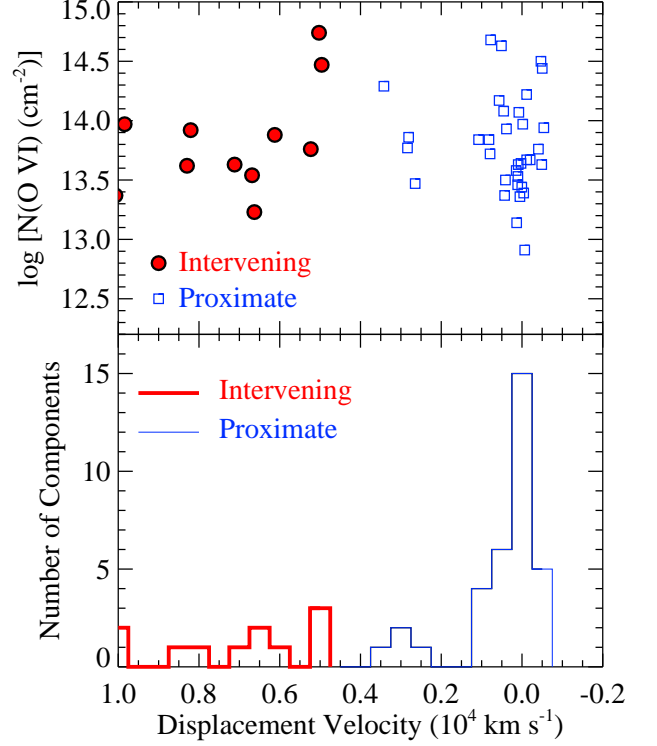 15.0
14.5
14.0
13.5
13.0
12.5
log [N(O VI) (cm-2)
Intervening
Proximate
15
10
5
0
Number of Components
Intervening
Proximate
1.0 0.8 0.6 0.4 0.2 0.0 -0.2
Displacement Velocity (10^4 km s^-1)